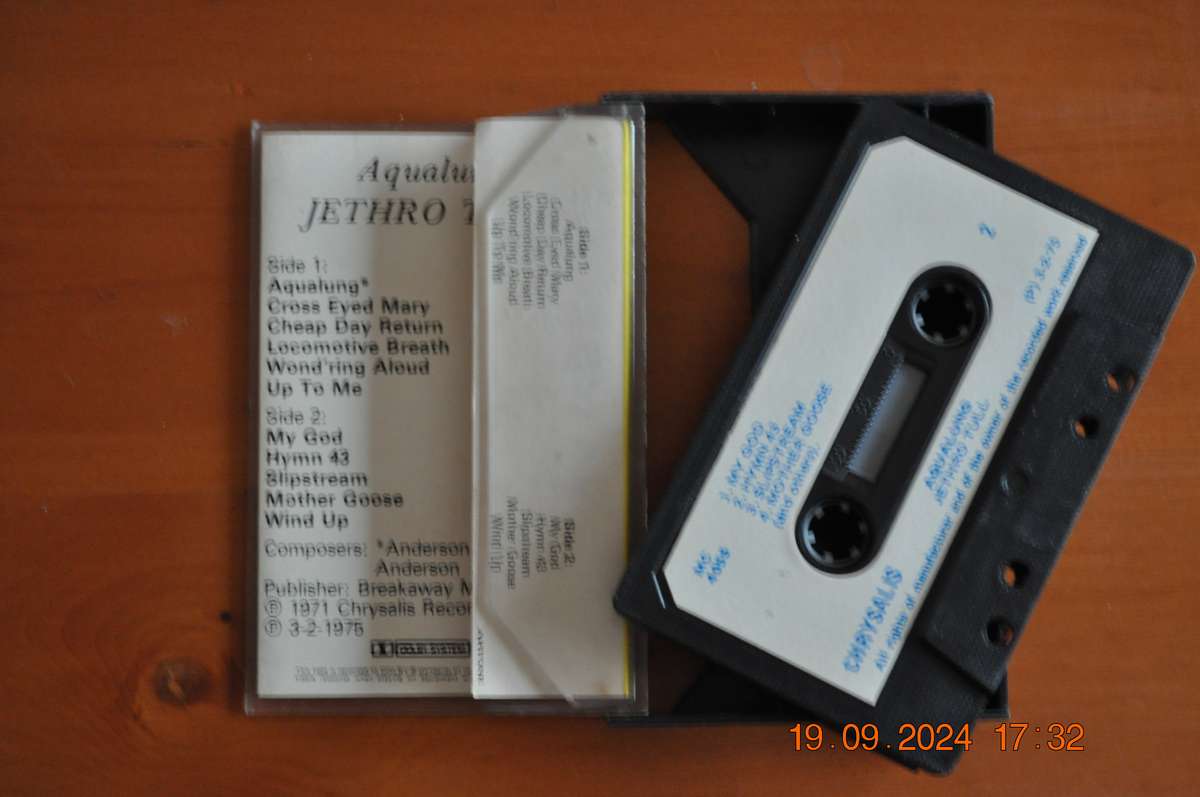 Aqualu
JETHRO T
Side 1:
Aqualung*
Cross Eyed Mary
Cheap Day Return
Locomotive Breath
Wond'ring Aloud
Up To Me
Side 2:
My God
Hymn 43
Slipstream
Mother Goose
Wind Up
Composers: *Anderson
Anderson
Publisher: Breakaway M
℗ 1971 Chrysalis Recor
℗ 3-2-1975
DOLBY SYSTEM
Side 1:
Aqualung
Cross Eyed Mary
Cheap Day Return
Locomotive Breath
Wond'ring Aloud
Up To Me
Side 2:
My God
Hymn 43
Slipstream
Mother Goose
Wind Up
2
(P) 3-2-75
1. MY GOD
2. HYMN 43
3. SLIPSTREAM
4. MOTHER GOOSE
AQUALUNG
JETHRO TULL
MC
CHRYSALIS
All rights of manufacturer and of the owner of the recorded work reserved
19.09.2024 17:32